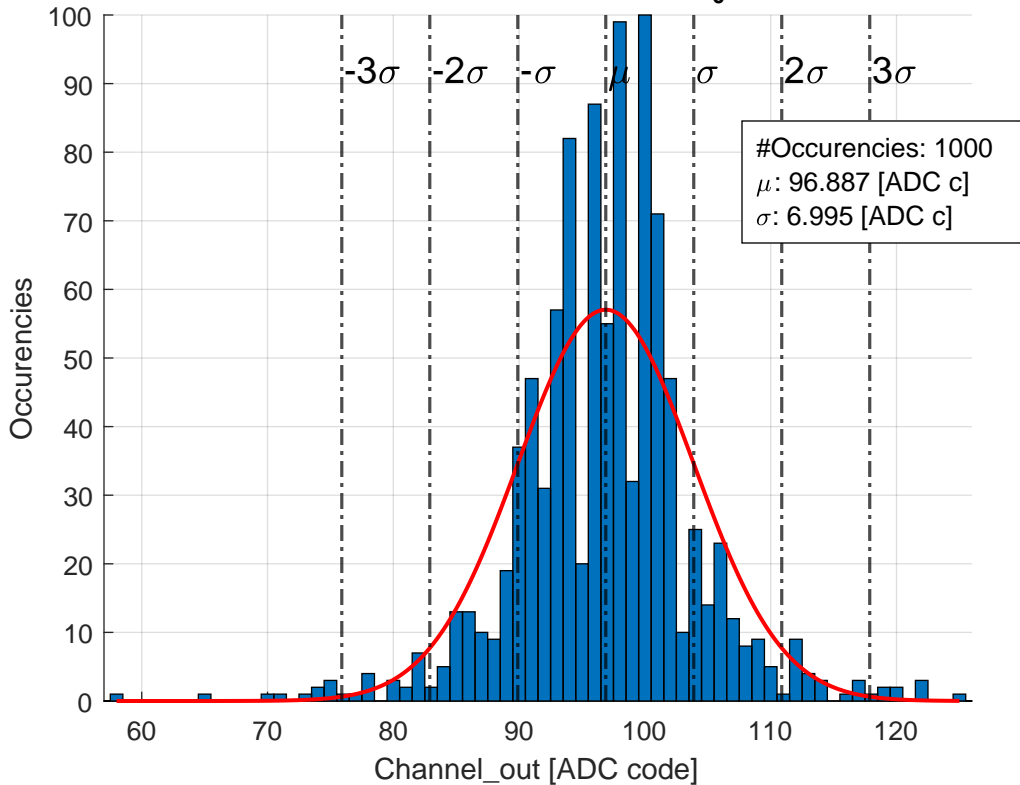 100
90
80
70
60
50
40
30
20
10
0
Occurencies
-3σ -2σ -σ μ σ 2σ 3σ
#Occurencies: 1000
μ: 96.887 [ADC c]
σ: 6.995 [ADC c]
60 70 80 90 100 110 120
Channel_out [ADC code]